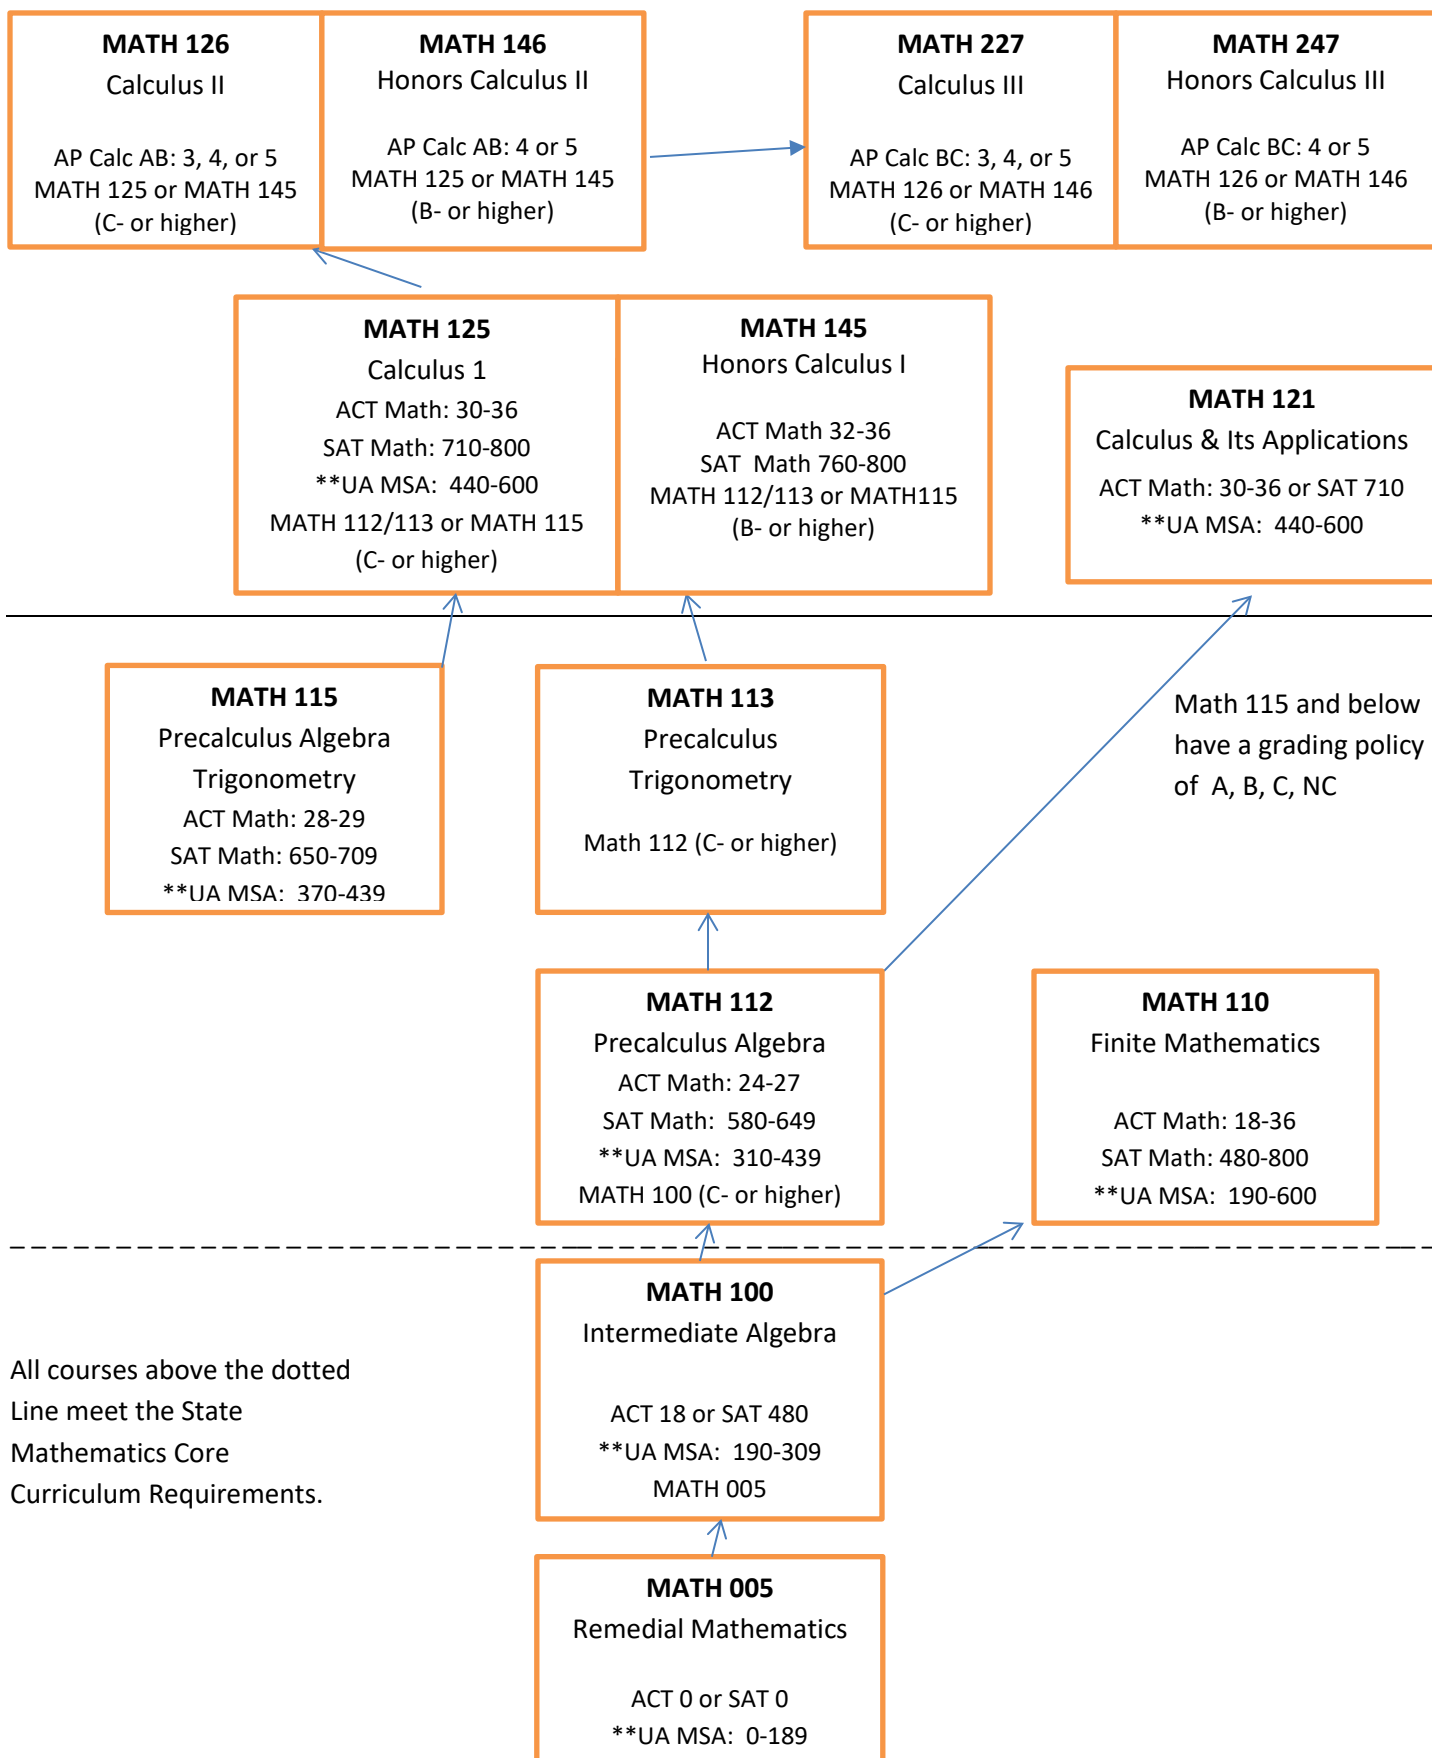 MATH 126
Calculus II
AP Calc AB: 3, 4, or 5
MATH 125 or MATH 145
(C- or higher)
MATH 146
Honors Calculus II
AP Calc AB: 4 or 5
MATH 125 or MATH 145
(B- or higher)
MATH 227
Calculus III
AP Calc BC: 3, 4, or 5
MATH 126 or MATH 146
(C- or higher)
MATH 247
Honors Calculus III
AP Calc BC: 4 or 5
MATH 126 or MATH 146
(B- or higher)
MATH 125
Calculus 1
ACT Math: 30-36
SAT Math: 710-800
**UA MSA: 440-600
MATH 112/113 or MATH 115
(C- or higher)
MATH 145
Honors Calculus I
ACT Math 32-36
SAT Math 760-800
MATH 112/113 or MATH115
(B- or higher)
MATH 121
Calculus & Its Applications
ACT Math: 30-36 or SAT 710
**UA MSA: 440-600
MATH 115
Precalculus Algebra
Trigonometry
ACT Math: 28-29
SAT Math: 650-709
**UA MSA: 370-439
MATH 113
Precalculus
Trigonometry
Math 112 (C- or higher)
Math 115 and below
have a grading policy
of A, B, C, NC
MATH 112
Precalculus Algebra
ACT Math: 24-27
SAT Math: 580-649
**UA MSA: 310-439
MATH 100 (C- or higher)
MATH 110
Finite Mathematics
ACT Math: 18-36
SAT Math: 480-800
**UA MSA: 190-600
MATH 100
Intermediate Algebra
ACT 18 or SAT 480
**UA MSA: 190-309
MATH 005
All courses above the dotted
Line meet the State
Mathematics Core
Curriculum Requirements.
MATH 005
Remedial Mathematics
ACT 0 or SAT 0
**UA MSA: 0-189